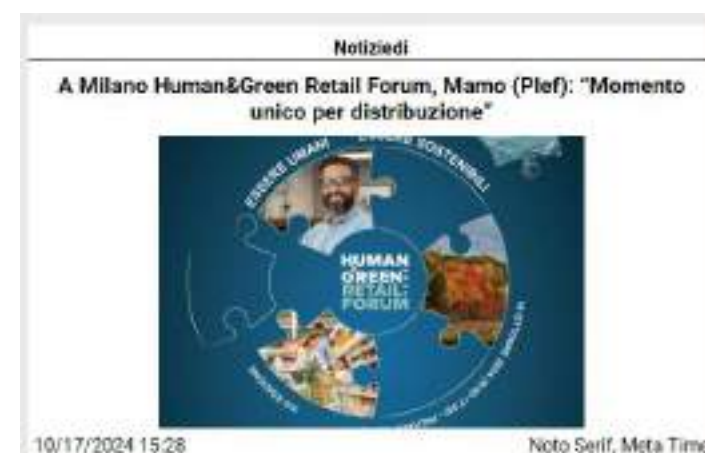 Notiziedi
A Milano Human&Green Retail Forum, Mamo (Plef): “Momento
unico per distribuzione”
ESSERE UMANI
ESSERE SOSTENIBILI
HUMAN
GREEN
RETAIL
FORUM
10/17/2024 15:28
Noto Serif, Meta Time